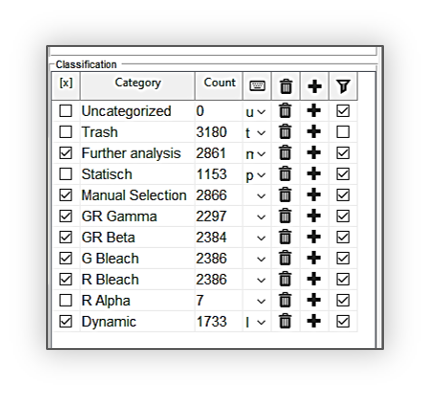 Classification
[x] Category Count
Uncategorized 0 u
Trash 3180 t
Further analysis 2861
Statisch 1153 p
Manual Selection 2866
GR Gamma 2297
GR Beta 2384
G Bleach 2386
R Bleach 2386
R Alpha 7
Dynamic 1733 l